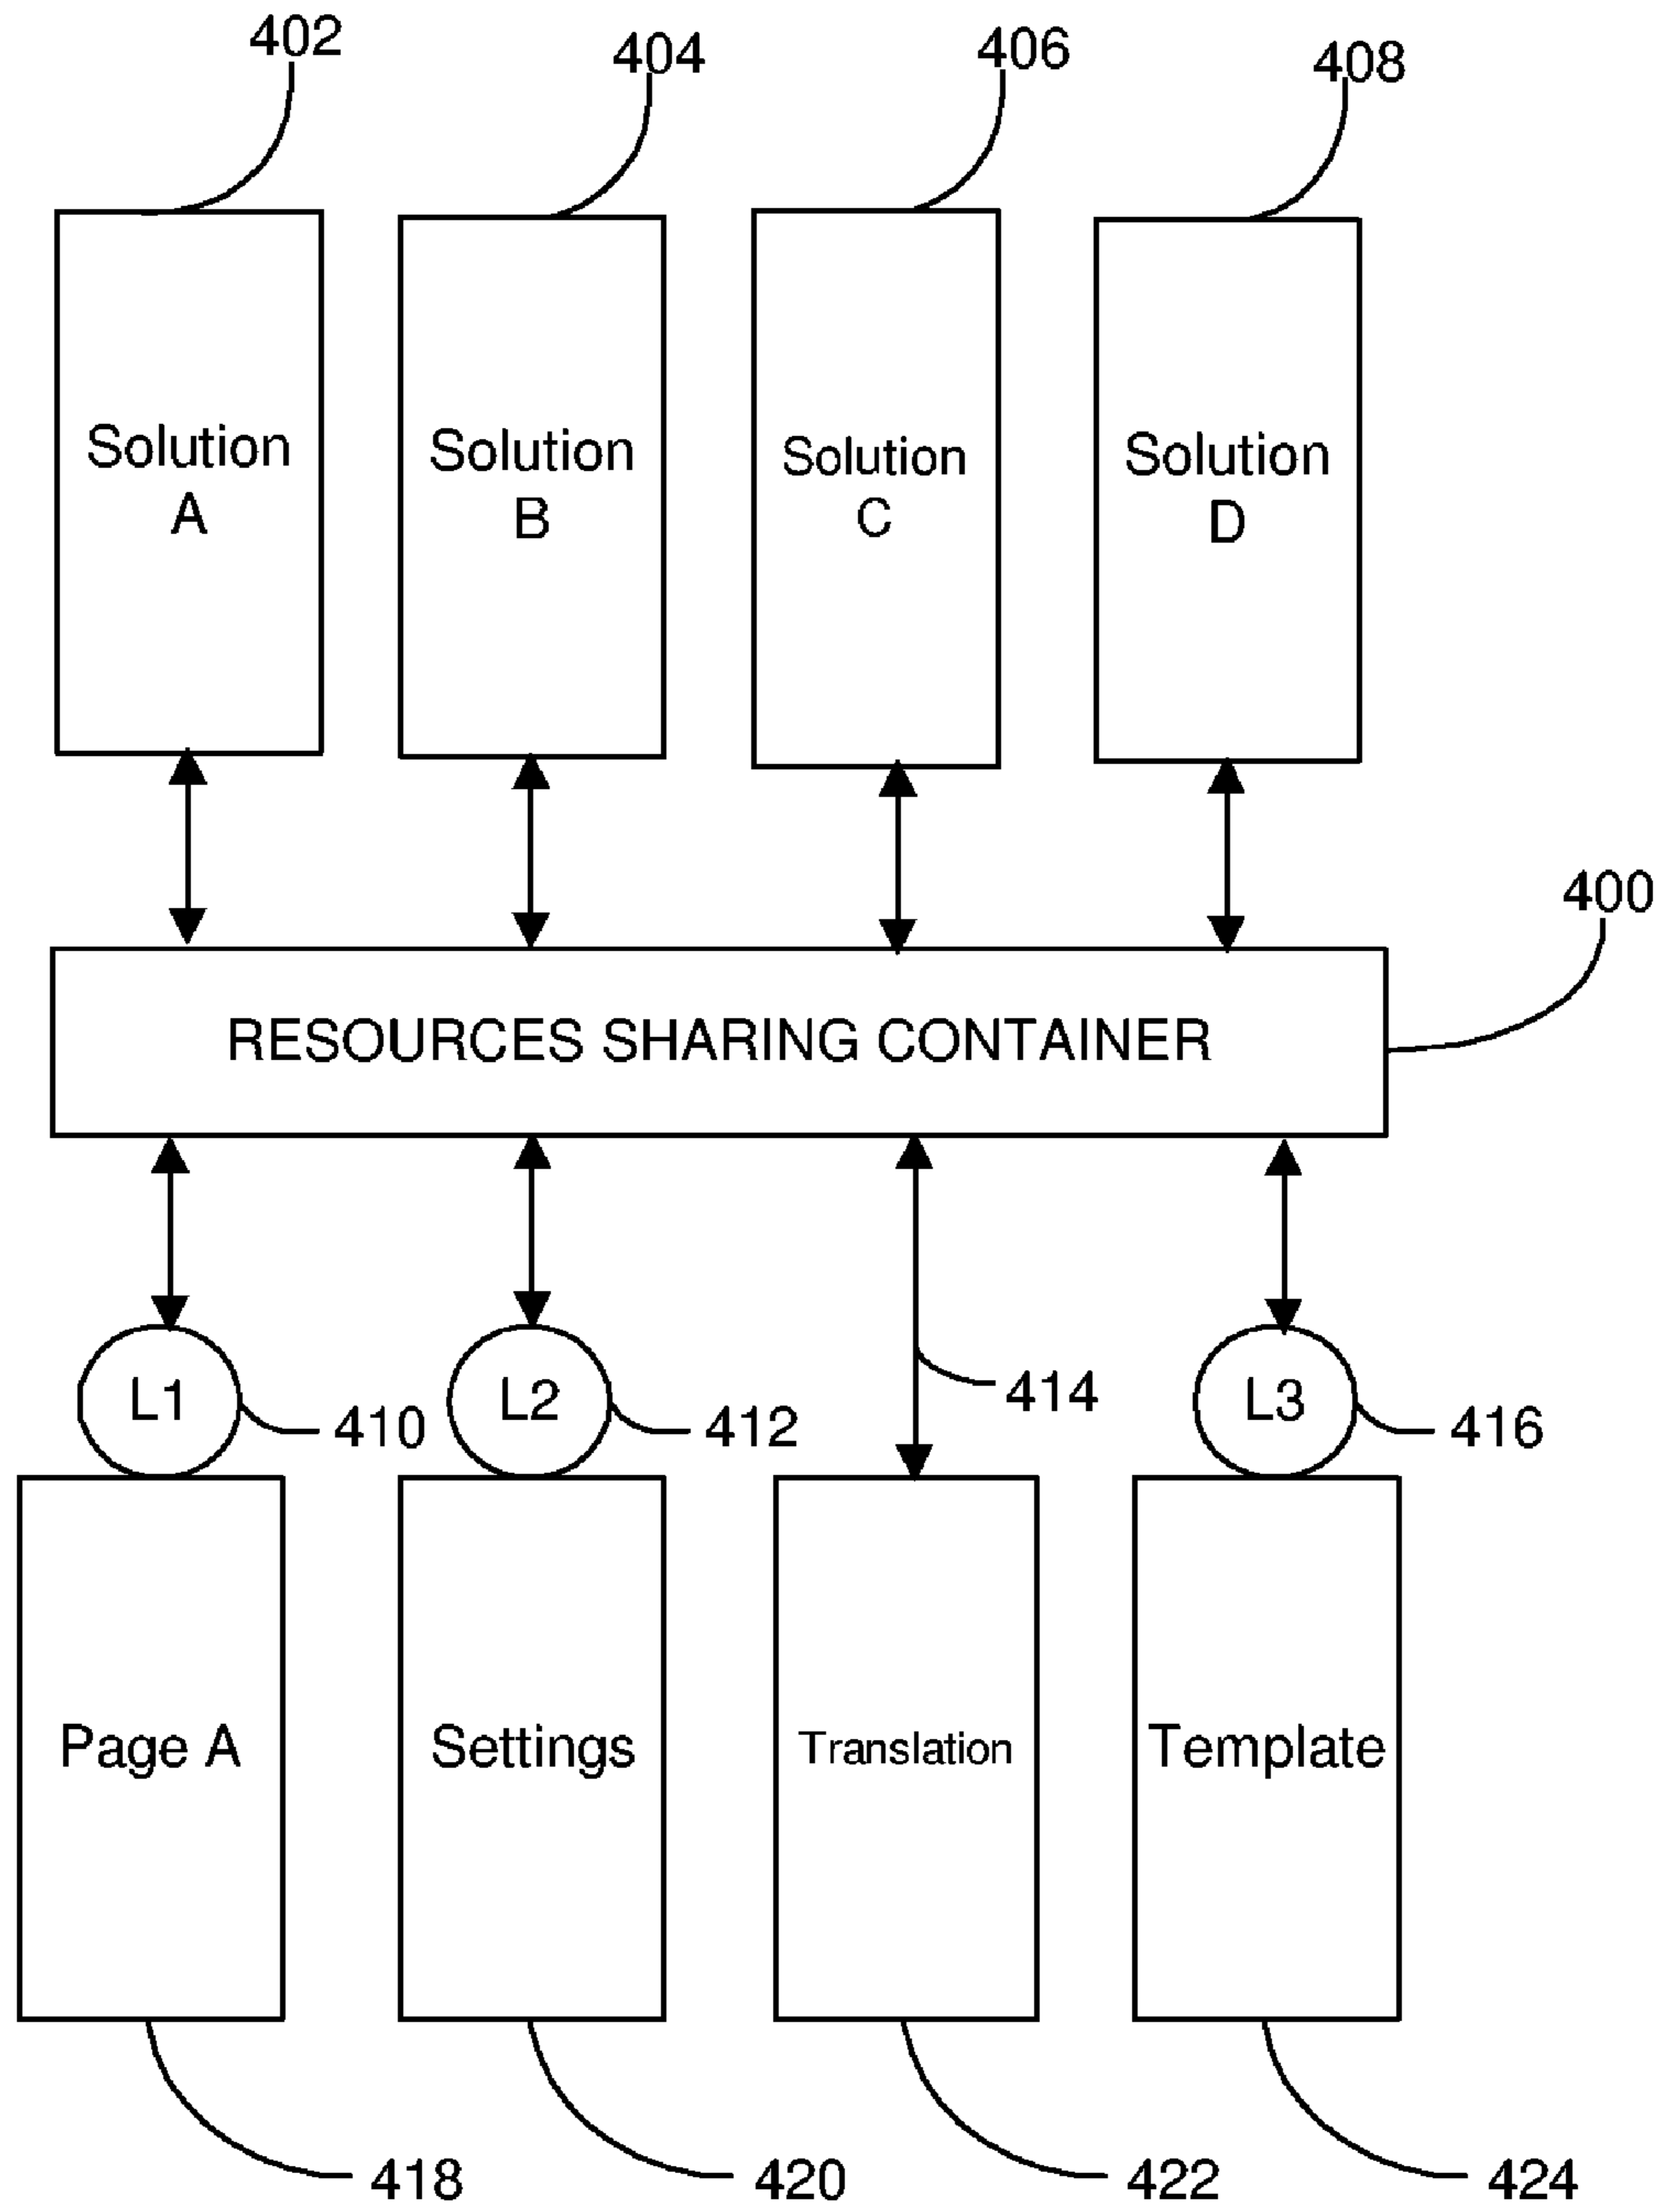 402
404
406
408
Solution
A
Solution
B
Solution
C
Solution
D
400
RESOURCES SHARING CONTAINER
L1
410
L2
412
414
L3
416
Page A
Settings
Translation
Template
418
420
422
424